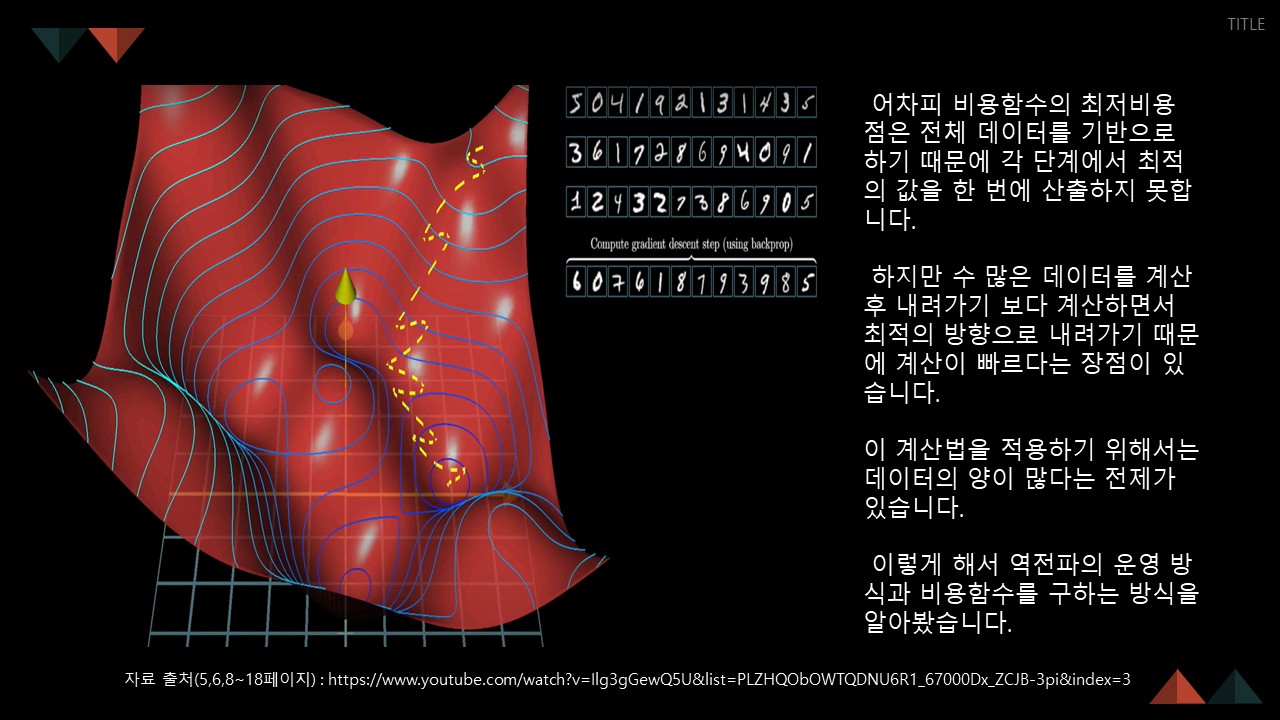 TITLE
5 0 4 1 9 2 1 3 1 4 3 5
3 6 1 7 2 8 6 9 4 0 9 1
1 2 4 3 2 7 3 8 6 9 0 5
Compute gradient descent step (using backprop)
6 0 7 6 1 8 7 9 3 9 8 5
어차피 비용함수의 최저비용
점은 전체 데이터를 기반으로
하기 때문에 각 단계에서 최적
의 값을 한 번에 산출하지 못합
니다.
하지만 수 많은 데이터를 계산
후 내려가기 보다 계산하면서
최적의 방향으로 내려가기 때문
에 계산이 빠르다는 장점이 있
습니다.
이 계산법을 적용하기 위해서는
데이터의 양이 많다는 전제가
있습니다.
이렇게 해서 역전파의 운영 방
식과 비용함수를 구하는 방식을
알아봤습니다.
자료 출처(5,6,8~18페이지) : https://www.youtube.com/watch?v=Ilg3gGewQ5U&list=PLZHQObOWTQDNU6R1_67000Dx_ZCJB-3pi&index=3